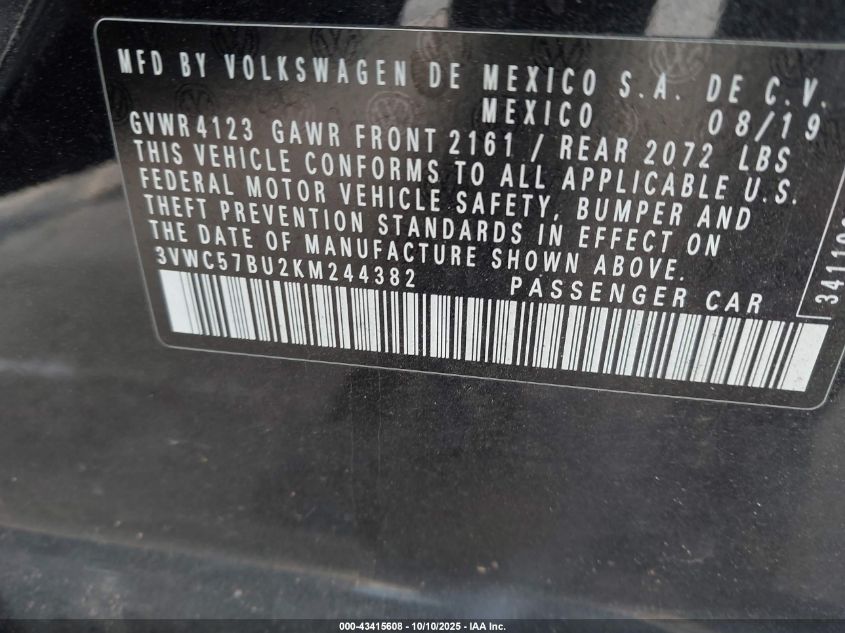 MFD BY VOLKSWAGEN DE MEXICO S.A. DE C.V.
MEXICO 08/19
GVWR 4123 GAWR FRONT 2161 / REAR 2072 LBS
THIS VEHICLE CONFORMS TO ALL APPLICABLE U.S.
FEDERAL MOTOR VEHICLE SAFETY, BUMPER AND
THEFT PREVENTION STANDARDS IN EFFECT ON
THE DATE OF MANUFACTURE SHOWN ABOVE.
3VWC57BU2KM244382 PASSENGER CAR
000-43415608 - 10/10/2025 - IAA Inc.